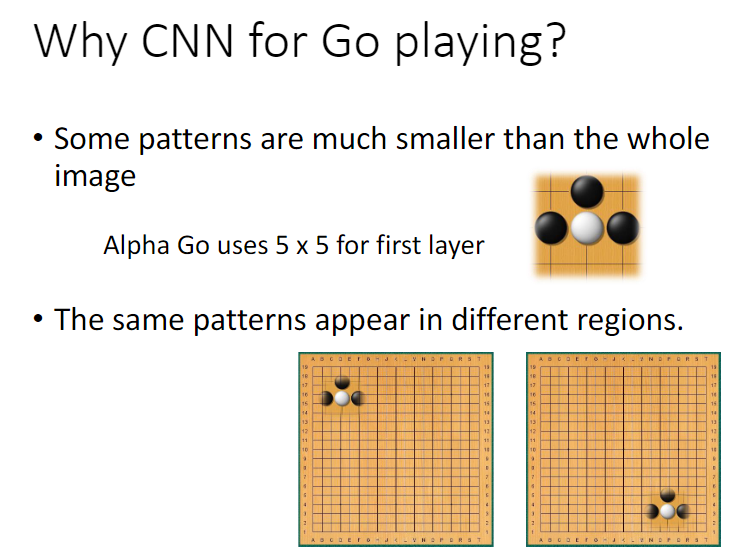 Why CNN for Go playing?
• Some patterns are much smaller than the whole
image
Alpha Go uses 5 x 5 for first layer
• The same patterns appear in different regions.